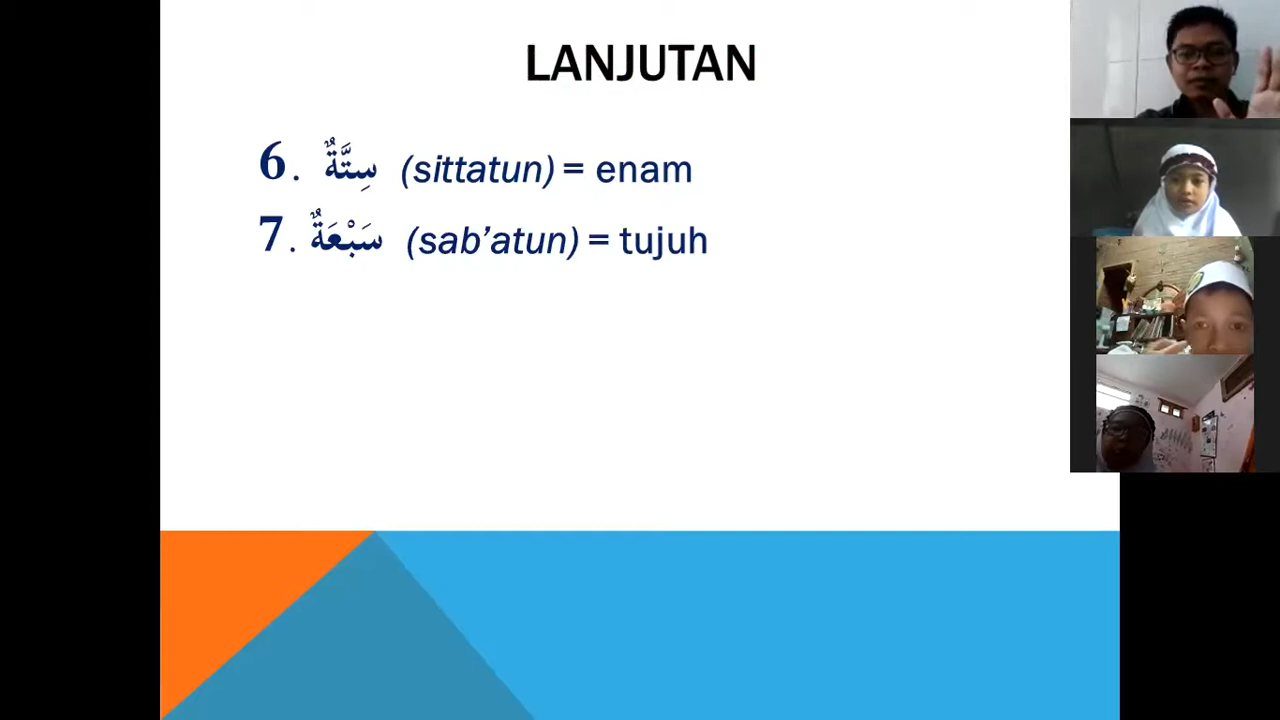 LANJUTAN
6. سِتَّةٌ (sittatun) = enam
7. سَبْعَةٌ (sab’atun) = tujuh